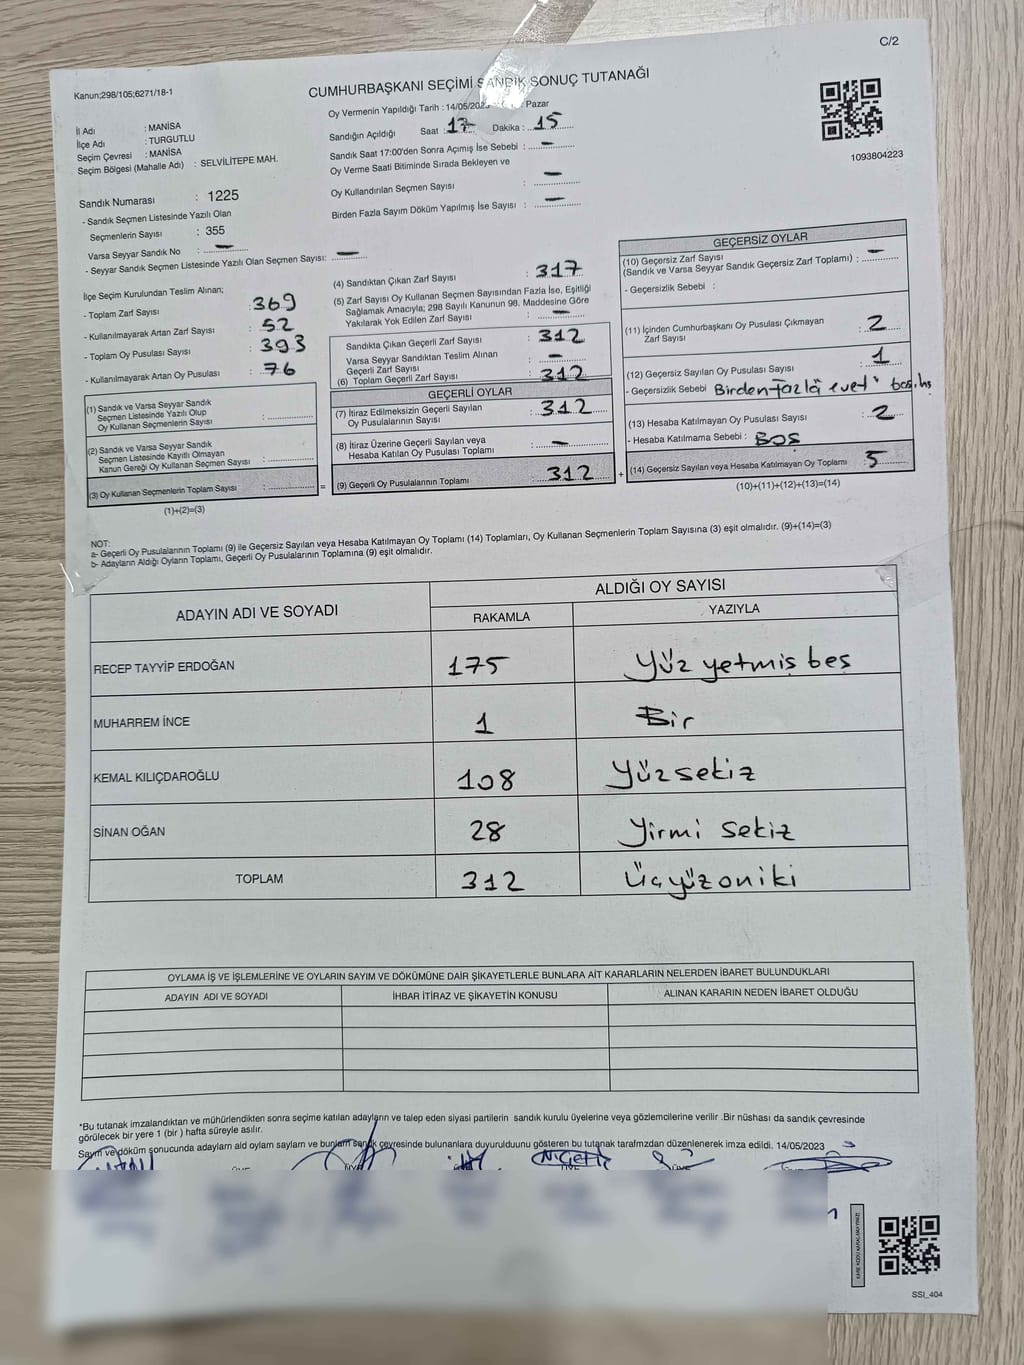 C/2
Kanun;298/105;6271/18-1
CUMHURBAŞKANI SEÇİMİ SANDIK SONUÇ TUTANAĞI
Oy Vermenin Yapıldığı Tarih : 14/05/202 Pazar
İl Adı : MANİSA
İlçe Adı : TURGUTLU
Seçim Çevresi : MANİSA
Seçim Bölgesi (Mahalle Adı) : SELVİLİTEPE MAH.
Sandığın Açıldığı Saat : 17 Dakika : 15
Sandık Saat 17:00'den Sonra Açımış İse Sebebi : -
Oy Verme Saati Bitiminde Sırada Bekleyen ve
Oy Kullandırılan Seçmen Sayısı : -
Birden Fazla Sayım Döküm Yapılmış İse Sayısı : -
1093804223
Sandık Numarası : 1225
- Sandık Seçmen Listesinde Yazılı Olan
Seçmenlerin Sayısı : 355
Varsa Seyyar Sandık No : -
- Seyyar Sandık Seçmen Listesinde Yazılı Olan Seçmen Sayısı: -
İlçe Seçim Kurulundan Teslim Alınan;
- Toplam Zarf Sayısı : 369
- Kullanılmayarak Artan Zarf Sayısı : 52
- Toplam Oy Pusulası Sayısı : 393
- Kullanılmayarak Artan Oy Pusulası : 76
(1) Sandık ve Varsa Seyyar Sandık
Seçmen Listesinde Yazılı Olup
Oy Kullanan Seçmenlerin Sayısı :
(2) Sandık ve Varsa Seyyar Sandık
Seçmen Listesinde Kayıtlı Olmayan
Kanun Gereği Oy Kullanan Seçmen Sayısı :
(3) Oy Kullanan Seçmenlerin Toplam Sayısı : =
(1)+(2)=(3)
(4) Sandıktan Çıkan Zarf Sayısı : 317
(5) Zarf Sayısı Oy Kullanan Seçmen Sayısından Fazla İse, Eşitliği
Sağlamak Amacıyla; 298 Sayılı Kanunun 98. Maddesine Göre
Yakılarak Yok Edilen Zarf Sayısı : -
Sandıkta Çıkan Geçerli Zarf Sayısı : 312
Varsa Seyyar Sandıktan Teslim Alınan
Geçerli Zarf Sayısı : -
(6) Toplam Geçerli Zarf Sayısı : 312
GEÇERLİ OYLAR
(7) İtiraz Edilmeksizin Geçerli Sayılan
Oy Pusulasının Sayısı : 312
(8) İtiraz Üzerine Geçerli Sayılan veya
Hesaba Katılan Oy Pusulası Toplamı : -
(9) Geçerli Oy Pusulalarının Toplamı : 312 +
GEÇERSİZ OYLAR
(10) Geçersiz Zarf Sayısı
(Sandık ve Varsa Seyyar Sandık Geçersiz Zarf Toplamı) : -
- Geçersizlik Sebebi :
(11) İçinden Cumhurbaşkanı Oy Pusulası Çıkmayan
Zarf Sayısı : 2
(12) Geçersiz Sayılan Oy Pusulası Sayısı : 1
- Geçersizlik Sebebi Birden Fazla evet
(13) Hesaba Katılmayan Oy Pusulası Sayısı : 2
- Hesaba Katılmama Sebebi : BOŞ
(14) Geçersiz Sayılan veya Hesaba Katılmayan Oy Toplamı : 5
(10)+(11)+(12)+(13)=(14)
NOT:
a- Geçerli Oy Pusulalarının Toplamı (9) ile Geçersiz Sayılan veya Hesaba Katılmayan Oy Toplamı (14) Toplamları, Oy Kullanan Seçmenlerin Toplam Sayısına (3) eşit olmalıdır. (9)+(14)=(3)
b- Adayların Aldığı Oyların Toplamı, Geçerli Oy Pusulalarının Toplamına (9) eşit olmalıdır.
ADAYIN ADI VE SOYADI
ALDIĞI OY SAYISI
RAKAMLA YAZIYLA
RECEP TAYYİP ERDOĞAN 175 Yüz yetmiş beş
MUHARREM İNCE 1 Bir
KEMAL KILIÇDAROĞLU 108 Yüzsekiz
SİNAN OĞAN 28 Yirmi sekiz
TOPLAM 312 Üçyüz oniki
OYLAMA İŞ VE İŞLEMLERİNE VE OYLARIN SAYIM VE DÖKÜMÜNE DAİR ŞİKAYETLERLE BUNLARA AİT KARARLARIN NELERDEN İBARET BULUNDUKLARI
ADAYIN ADI VE SOYADI İHBAR İTİRAZ VE ŞİKAYETİN KONUSU ALINAN KARARIN NEDEN İBARET OLDUĞU
*Bu tutanak imzalandıktan ve mühürlendikten sonra seçime katılan adayların ve talep eden siyasi partilerin sandık kurulu üyelerine veya gözlemcilerine verilir .Bir nüshası da sandık çevresinde
görülecek bir yere 1 (bir ) hafta süreyle asılır.
Sayım ve döküm sonucunda adayların ald oyların sayları ve bunların sandık çevresinde bulunanlara duyurulduunu gösteren bu tutanak tarafmzdan düzenlenerek imza edildi. 14/05/2023
SSI_404